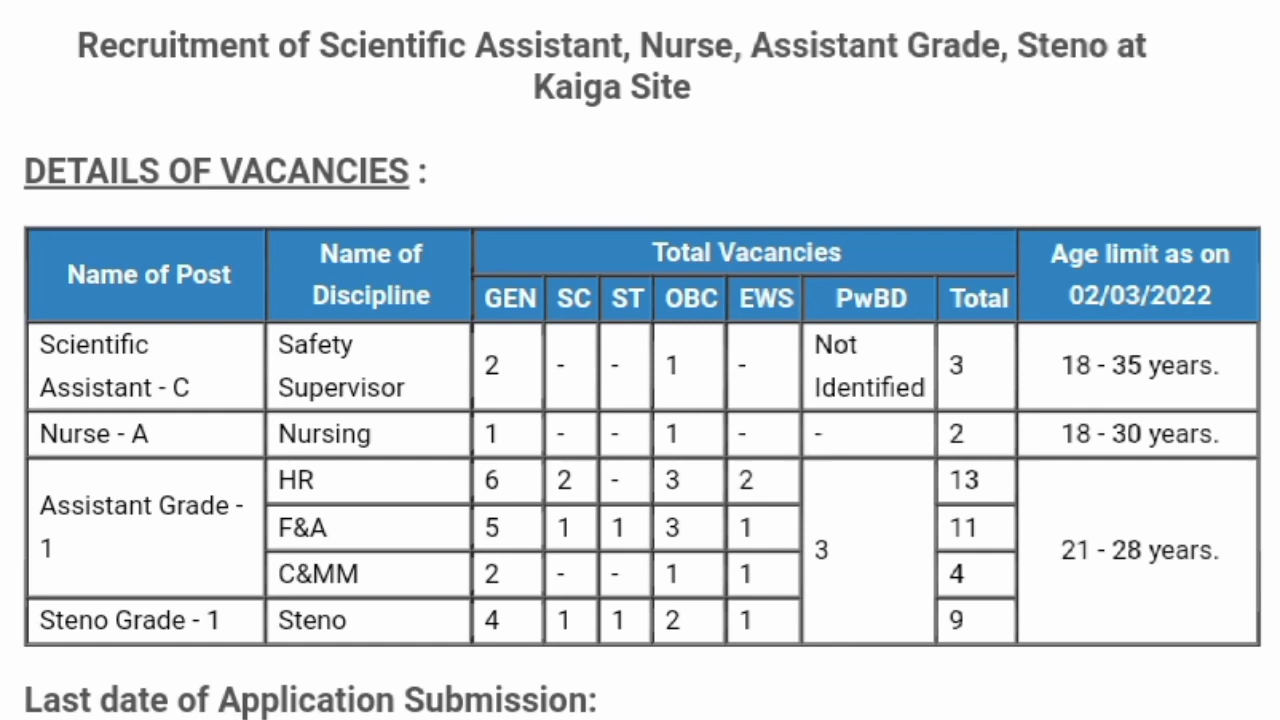 Recruitment of Scientific Assistant, Nurse, Assistant Grade, Steno at
Kaiga Site
DETAILS OF VACANCIES :
Name of Post
Name of
Discipline
Total Vacancies
Age limit as on
02/03/2022
GEN SC ST OBC EWS PwBD Total
Scientific
Assistant - C
Safety
Supervisor
2 - - 1 -
Not
Identified
3 18 - 35 years.
Nurse - A Nursing 1 - - 1 - - 2 18 - 30 years.
Assistant Grade -
1
HR 6 2 - 3 2 13
F&A 5 1 1 3 1 11
C&MM 2 - - 1 1 4
Steno Grade - 1 Steno 4 1 1 2 1 9
3
21 - 28 years.
Last date of Application Submission: